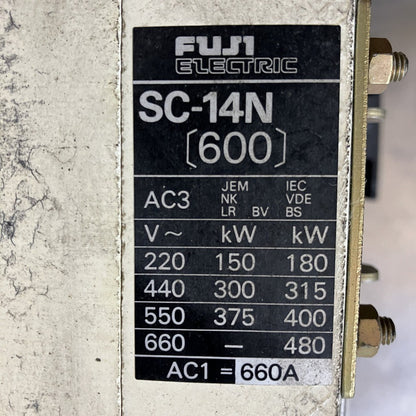 FUJI
ELECTRIC
SC-14N
[600]
AC3 JEM NK LR BV IEC VDE BS
V~ kW kW
220 150 180
440 300 315
550 375 400
660 — 480
AC1 = 660A